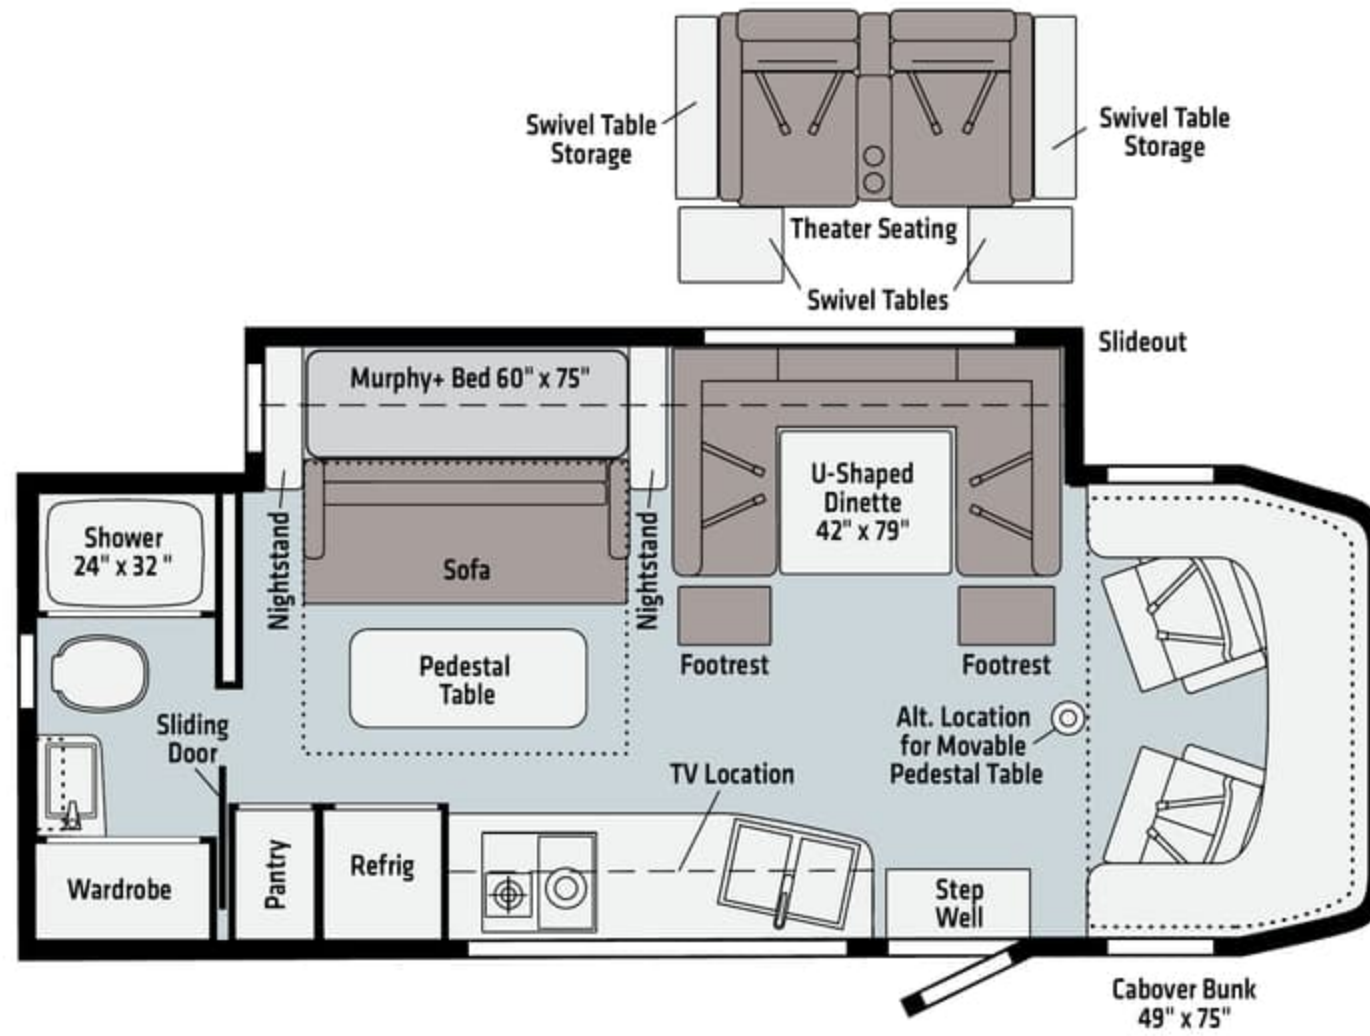 Swivel Table
Storage
Swivel Table
Storage
Theater Seating
Swivel Tables
Slideout
Murphy+ Bed 60" x 75"
U-Shaped
Dinette
42" x 79"
Shower
24" x 32 "
Nightstand
Sofa
Nightstand
Footrest
Footrest
Pedestal
Table
Sliding
Door
Alt. Location
for Movable
Pedestal Table
TV Location
Wardrobe
Pantry
Refrig
Step
Well
Cabover Bunk
49" x 75"